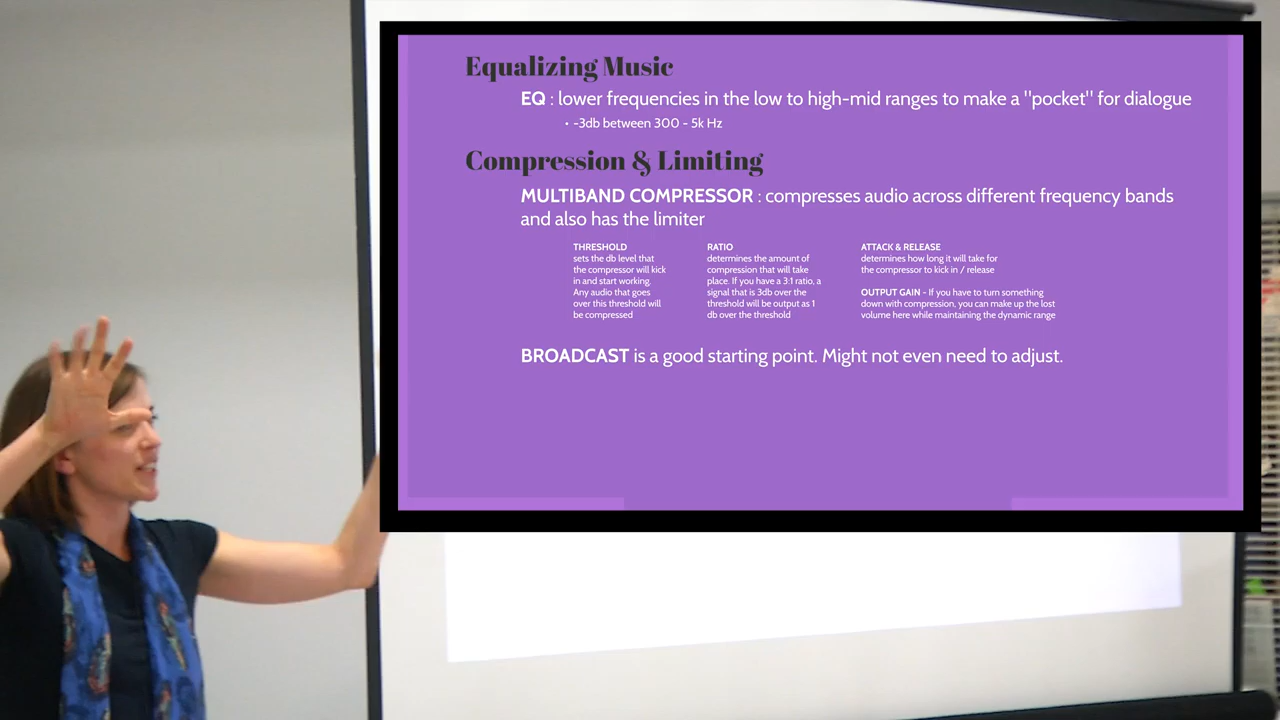 Equalizing Music
EQ : lower frequencies in the low to high-mid ranges to make a "pocket" for dialogue
• -3db between 300 - 5k Hz
Compression & Limiting
MULTIBAND COMPRESSOR : compresses audio across different frequency bands
and also has the limiter
THRESHOLD
sets the db level that
the compressor will kick
in and start working.
Any audio that goes
over this threshold will
be compressed
RATIO
determines the amount of
compression that will take
place. If you have a 3:1 ratio, a
signal that is 3db over the
threshold will be output as 1
db over the threshold
ATTACK & RELEASE
determines how long it will take for
the compressor to kick in / release
OUTPUT GAIN - If you have to turn something
down with compression, you can make up the lost
volume here while maintaining the dynamic range
BROADCAST is a good starting point. Might not even need to adjust.